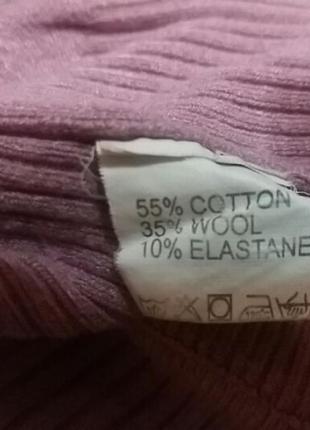 55% COTTON
35% WOOL
10% ELASTANE